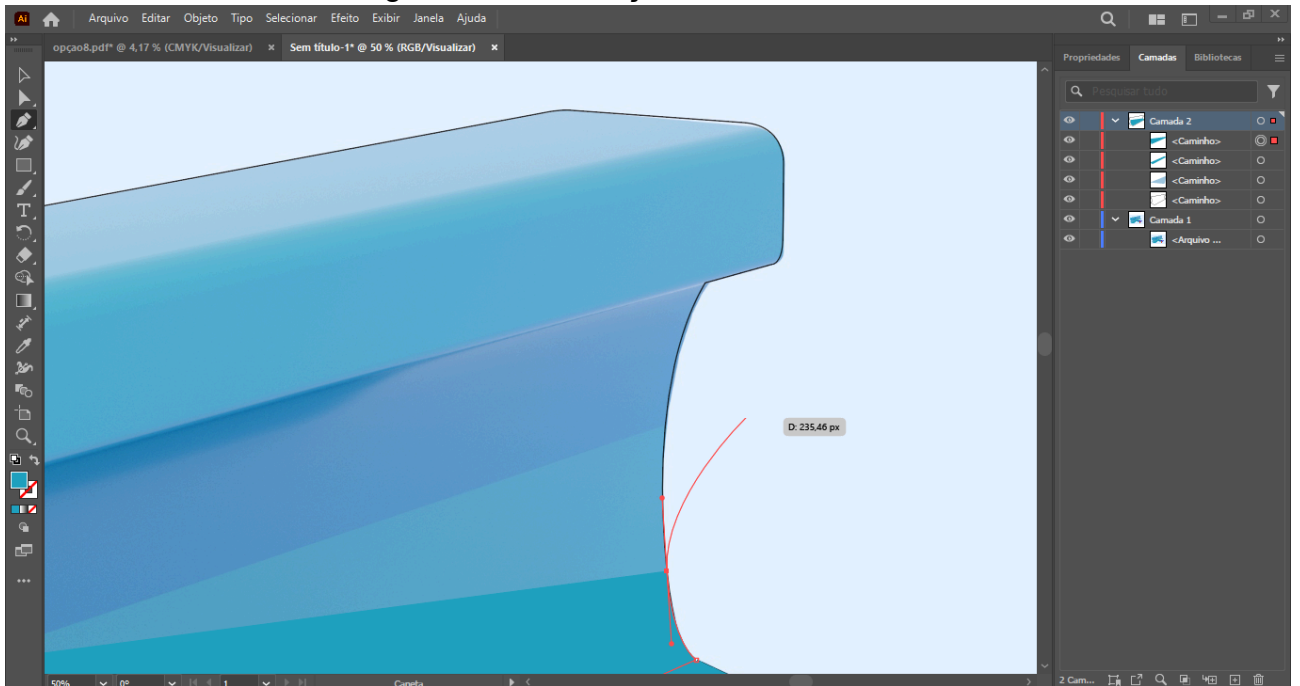 Ai Arquivo Editar Objeto Tipo Selecionar Efeito Exibir Janela Ajuda
opçao8.pdf* @ 4,17 % (CMYK/Visualizar) × Sem título-1* @ 50 % (RGB/Visualizar) ×
Propriedades Camadas Bibliotecas
Pesquisar tudo
Camada 2
<Caminho>
<Caminho>
<Caminho>
<Caminho>
Camada 1
<Arquivo ...
D: 235,46 px
50% 0° 1 Caneta
2 Cam...